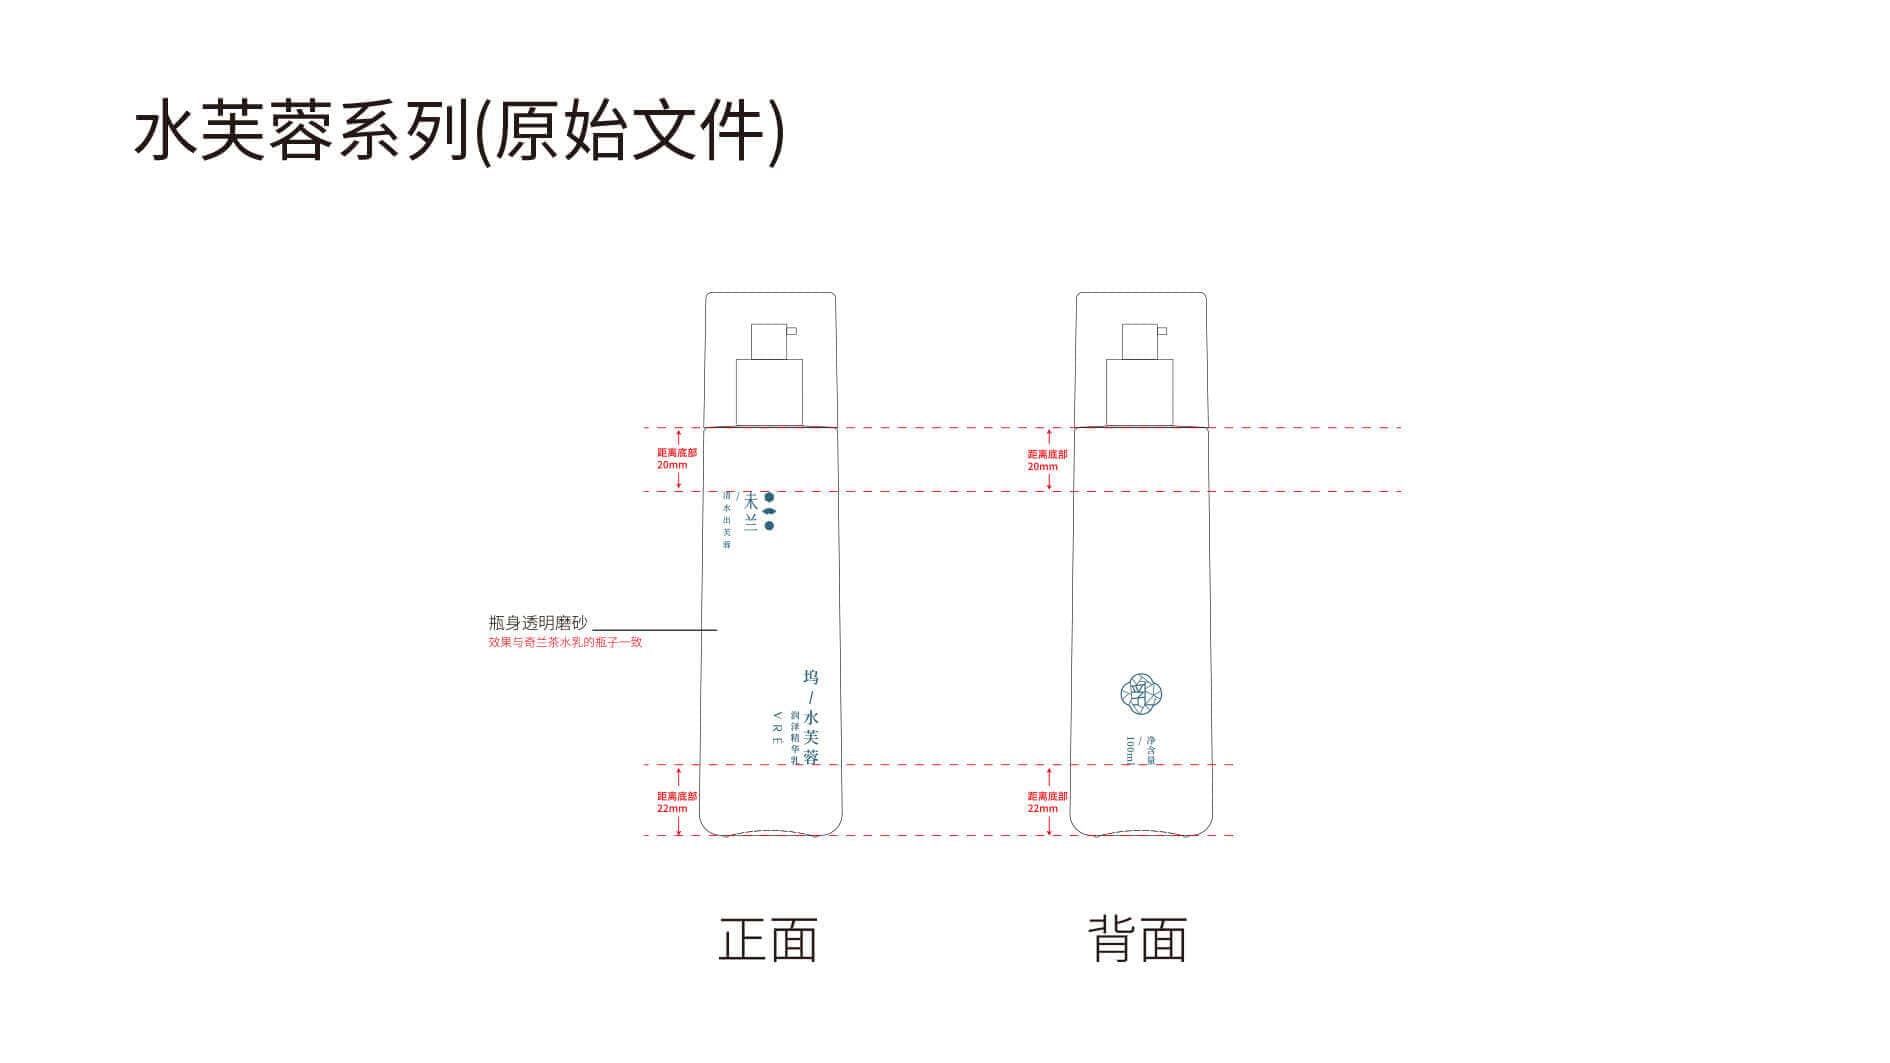 水芙蓉系列(原始文件)
距离底部
20mm
距离底部
20mm
未兰
/
清水出芙蓉
瓶身透明磨砂
效果与奇兰茶水乳的瓶子一致
坞/水芙蓉
润泽精华乳
VRE
净含量
/
100ml
距离底部
22mm
距离底部
22mm
正面
背面